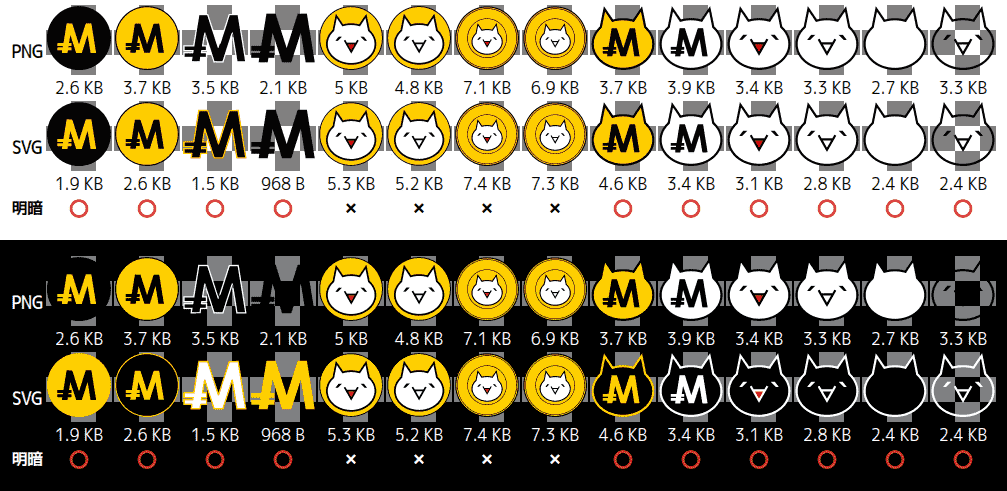 PNG
2.6 KB 3.7 KB 3.5 KB 2.1 KB 5 KB 4.8 KB 7.1 KB 6.9 KB 3.7 KB 3.9 KB 3.4 KB 3.3 KB 2.7 KB 3.3 KB
SVG
1.9 KB 2.6 KB 1.5 KB 968 B 5.3 KB 5.2 KB 7.4 KB 7.3 KB 4.6 KB 3.4 KB 3.1 KB 2.8 KB 2.4 KB 2.4 KB
明暗 ○ ○ ○ ○ × × × × ○ ○ ○ ○ ○ ○
PNG
2.6 KB 3.7 KB 3.5 KB 2.1 KB 5 KB 4.8 KB 7.1 KB 6.9 KB 3.7 KB 3.9 KB 3.4 KB 3.3 KB 2.7 KB 3.3 KB
SVG
1.9 KB 2.6 KB 1.5 KB 968 B 5.3 KB 5.2 KB 7.4 KB 7.3 KB 4.6 KB 3.4 KB 3.1 KB 2.8 KB 2.4 KB 2.4 KB
明暗 ○ ○ ○ ○ × × × × ○ ○ ○ ○ ○ ○